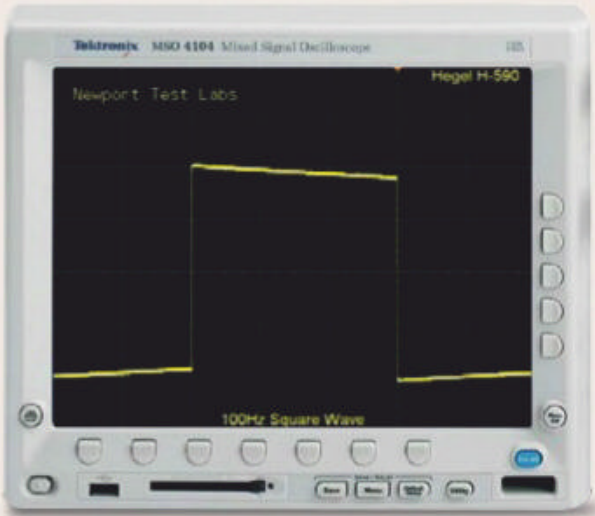 Tektronix MSO 4104 Mixed Signal Oscilloscope
Hegel H-590
Newport Test Labs
100Hz Square Wave